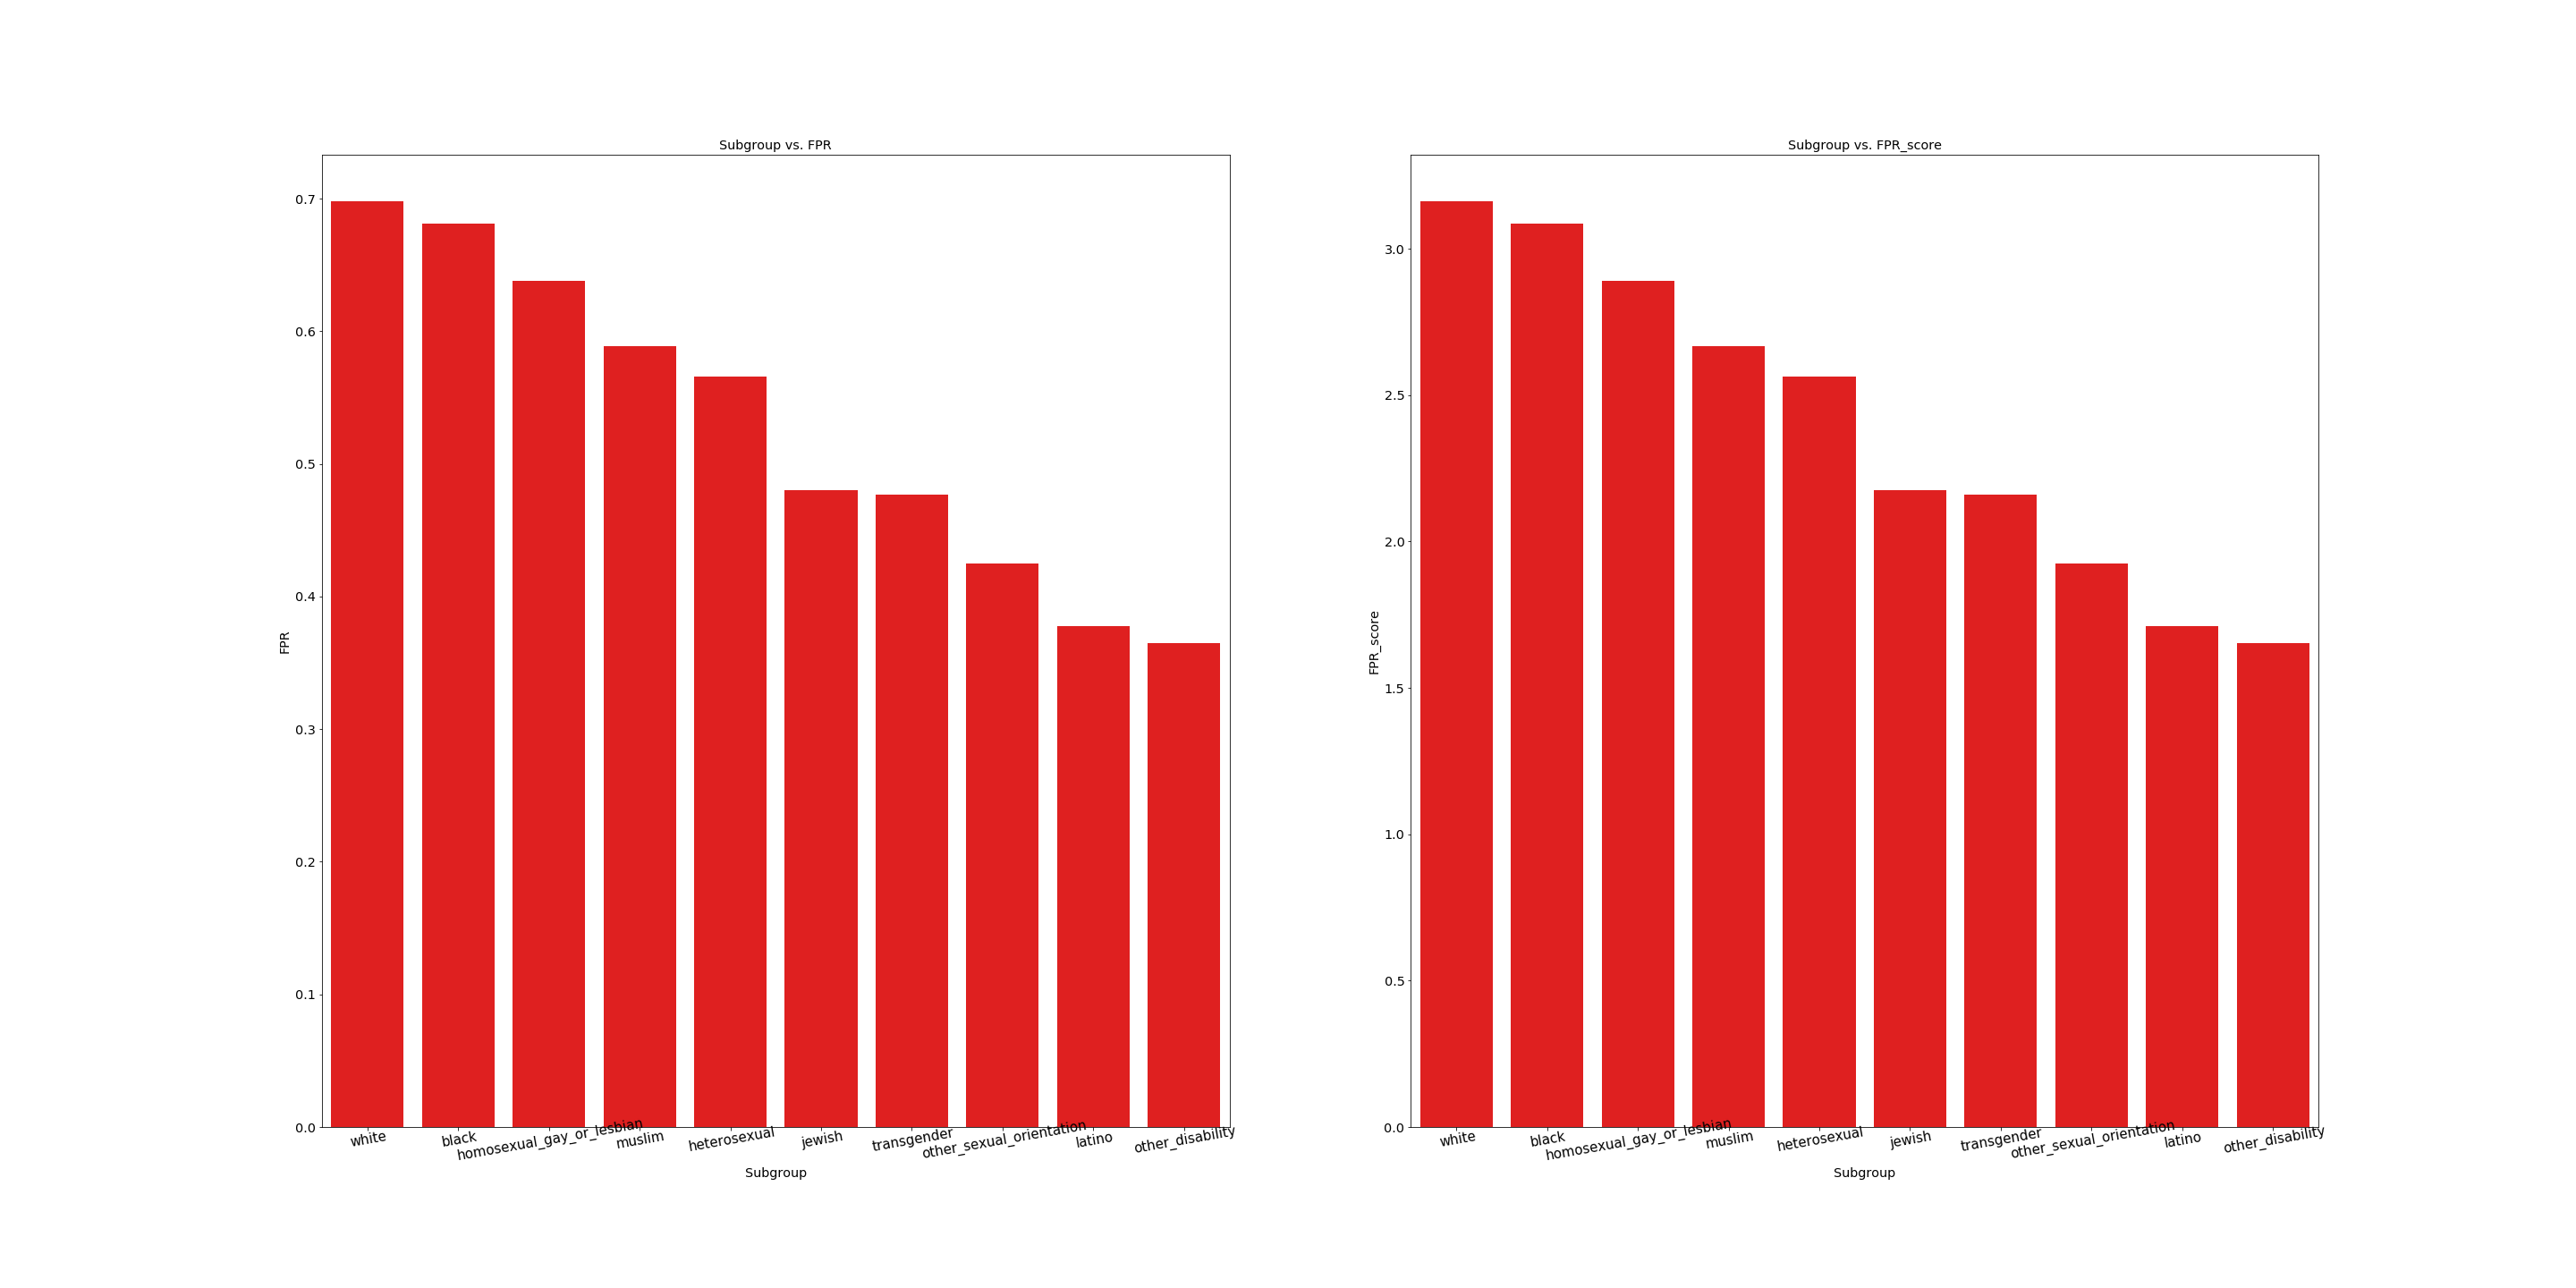 Subgroup vs. FPR
0.7
0.6
0.5
0.4
0.3
0.2
0.1
0.0
FPR
white
black
homosexual_gay_or_lesbian
muslim
heterosexual
jewish
transgender
other_sexual_orientation
latino
other_disability
Subgroup
Subgroup vs. FPR_score
3.0
2.5
2.0
1.5
1.0
0.5
0.0
FPR_score
white
black
homosexual_gay_or_lesbian
muslim
heterosexual
jewish
transgender
other_sexual_orientation
latino
other_disability
Subgroup